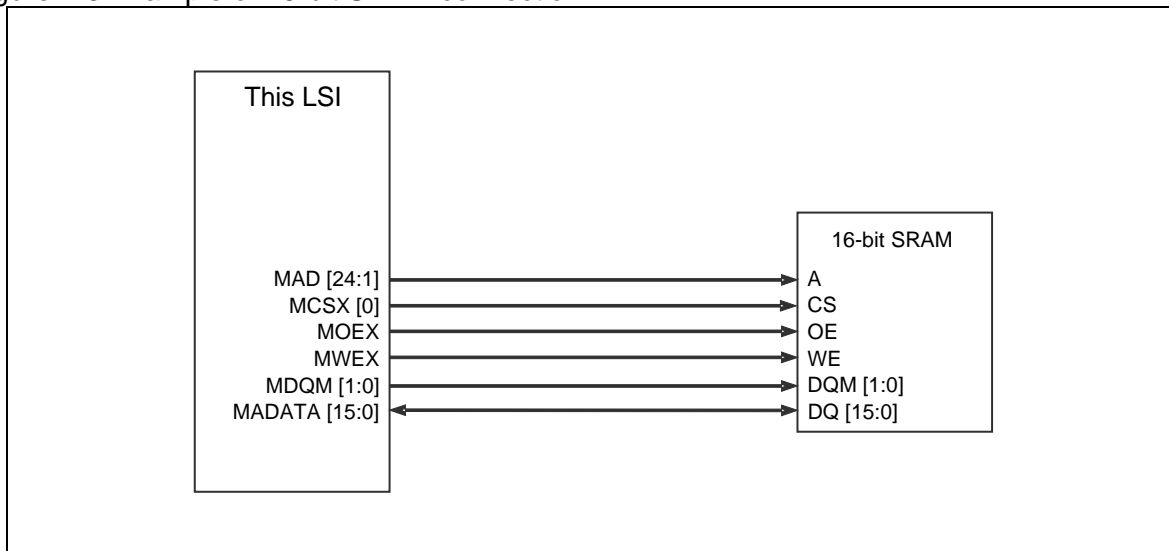 This LSI
MAD [24:1]
MCSX [0]
MOEX
MWEX
MDQM [1:0]
MADATA [15:0]
16-bit SRAM
A
CS
OE
WE
DQM [1:0]
DQ [15:0]